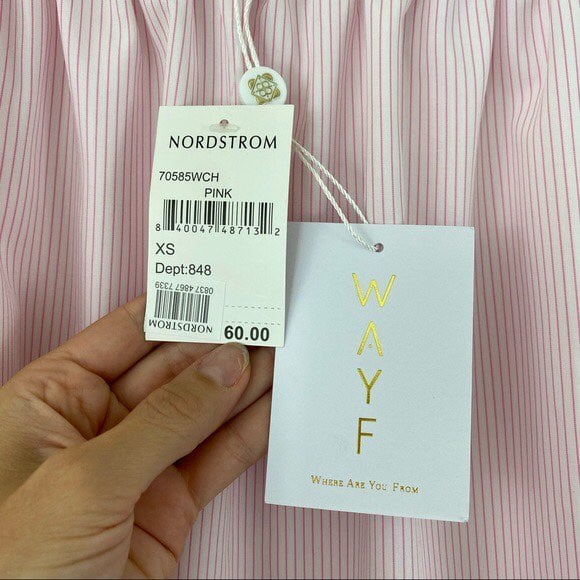 NORDSTROM
70585WCH
PINK
8 40047 48713 2
XS
Dept:848
0837 4867 7339
NORDSTROM
60.00
W
A
Y
F
WHERE ARE YOU FROM